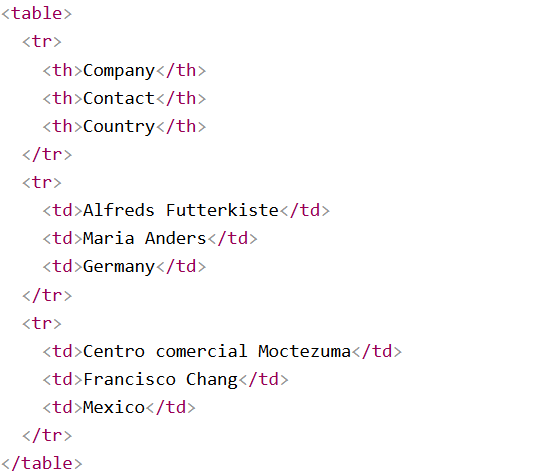 <table>
  <tr>
    <th>Company</th>
    <th>Contact</th>
    <th>Country</th>
  </tr>
  <tr>
    <td>Alfreds Futterkiste</td>
    <td>Maria Anders</td>
    <td>Germany</td>
  </tr>
  <tr>
    <td>Centro comercial Moctezuma</td>
    <td>Francisco Chang</td>
    <td>Mexico</td>
  </tr>
</table>